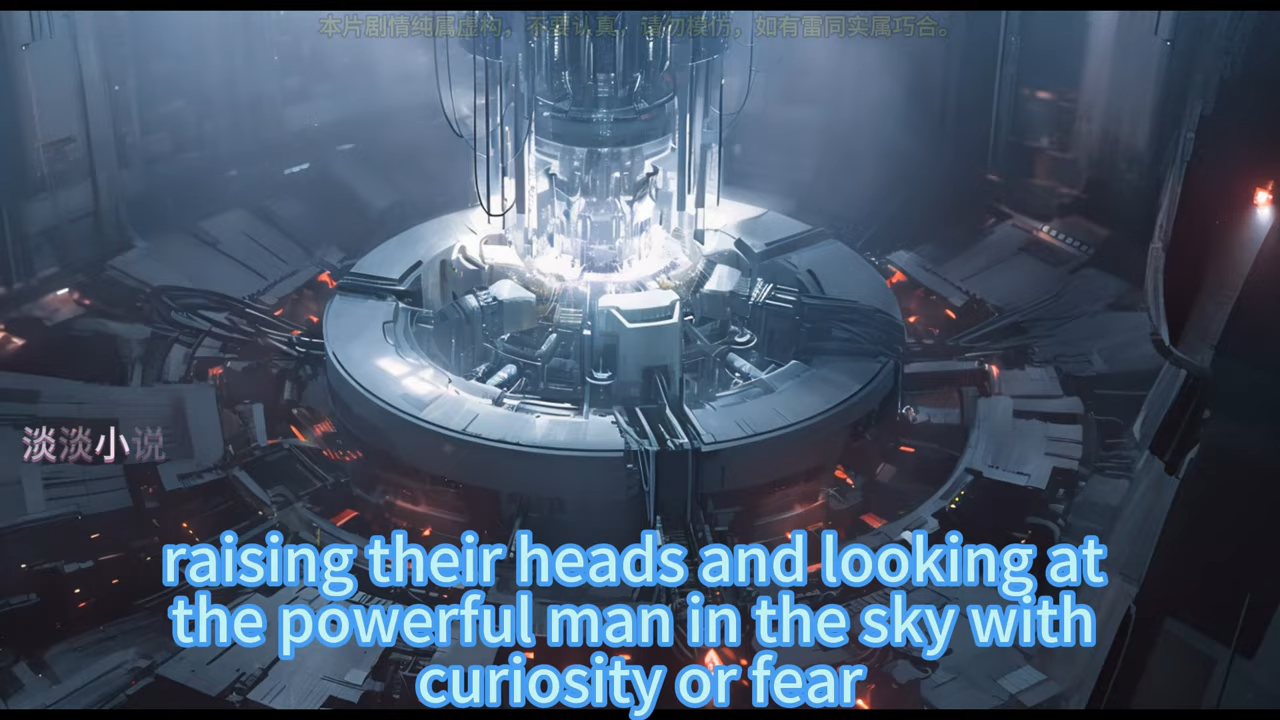 本片剧情纯属虚构，不要认真，请勿模仿，如有雷同实属巧合。
淡淡小说
raising their heads and looking at
the powerful man in the sky with
curiosity or fear